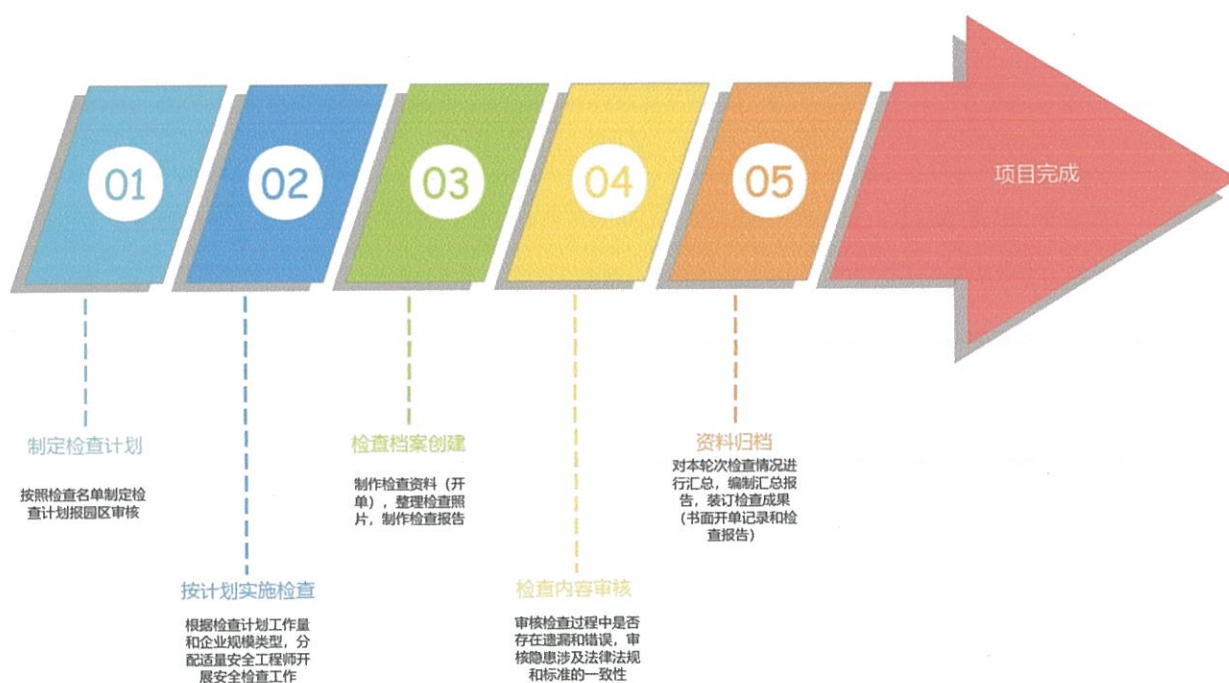 01
02
03
04
05
项目完成
制定检查计划
按照检查名单制定检
查计划报园区审核
按计划实施检查
根据检查计划工作量
和企业规模类型，分
配适量安全工程师开
展安全检查工作
检查档案创建
制作检查资料（开
单），整理检查照
片，制作检查报告
检查内容审核
审核检查过程中是否
存在遗漏和错误，审
核隐患涉及法律法规
和标准的一致性
资料归档
对本轮次检查情况进
行汇总，编制汇总报
告，装订检查成果
（书面开单记录和检
查报告）